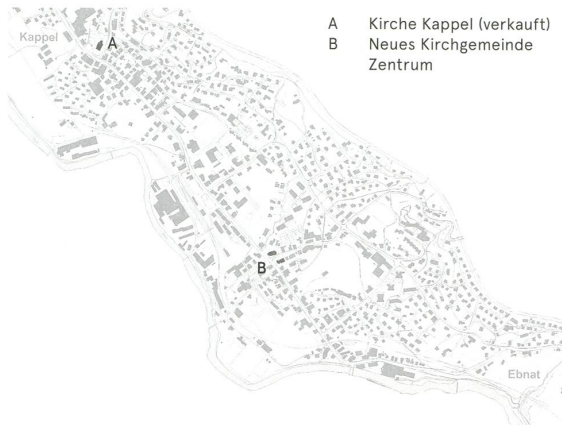 A Kirche Kappel (verkauft)
B Neues Kirchgemeinde
Zentrum
Kappel
A
B
Ebnat